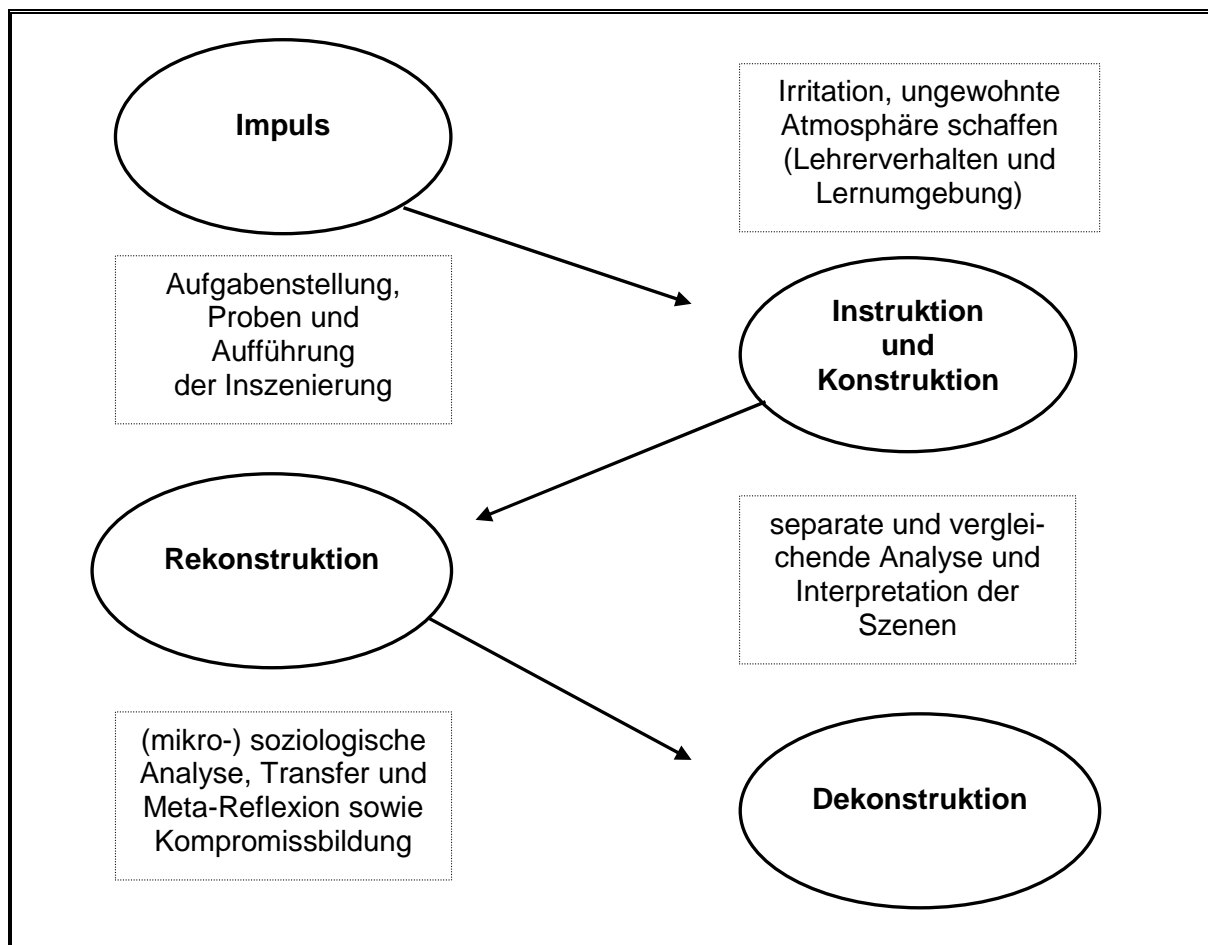 Impuls
Irritation, ungewohnte
Atmosphäre schaffen
(Lehrerverhalten und
Lernumgebung)
Aufgabenstellung,
Proben und
Aufführung
der Inszenierung
Instruktion
und
Konstruktion
Rekonstruktion
separate und verglei-
chende Analyse und
Interpretation der
Szenen
(mikro-) soziologische
Analyse, Transfer und
Meta-Reflexion sowie
Kompromissbildung
Dekonstruktion